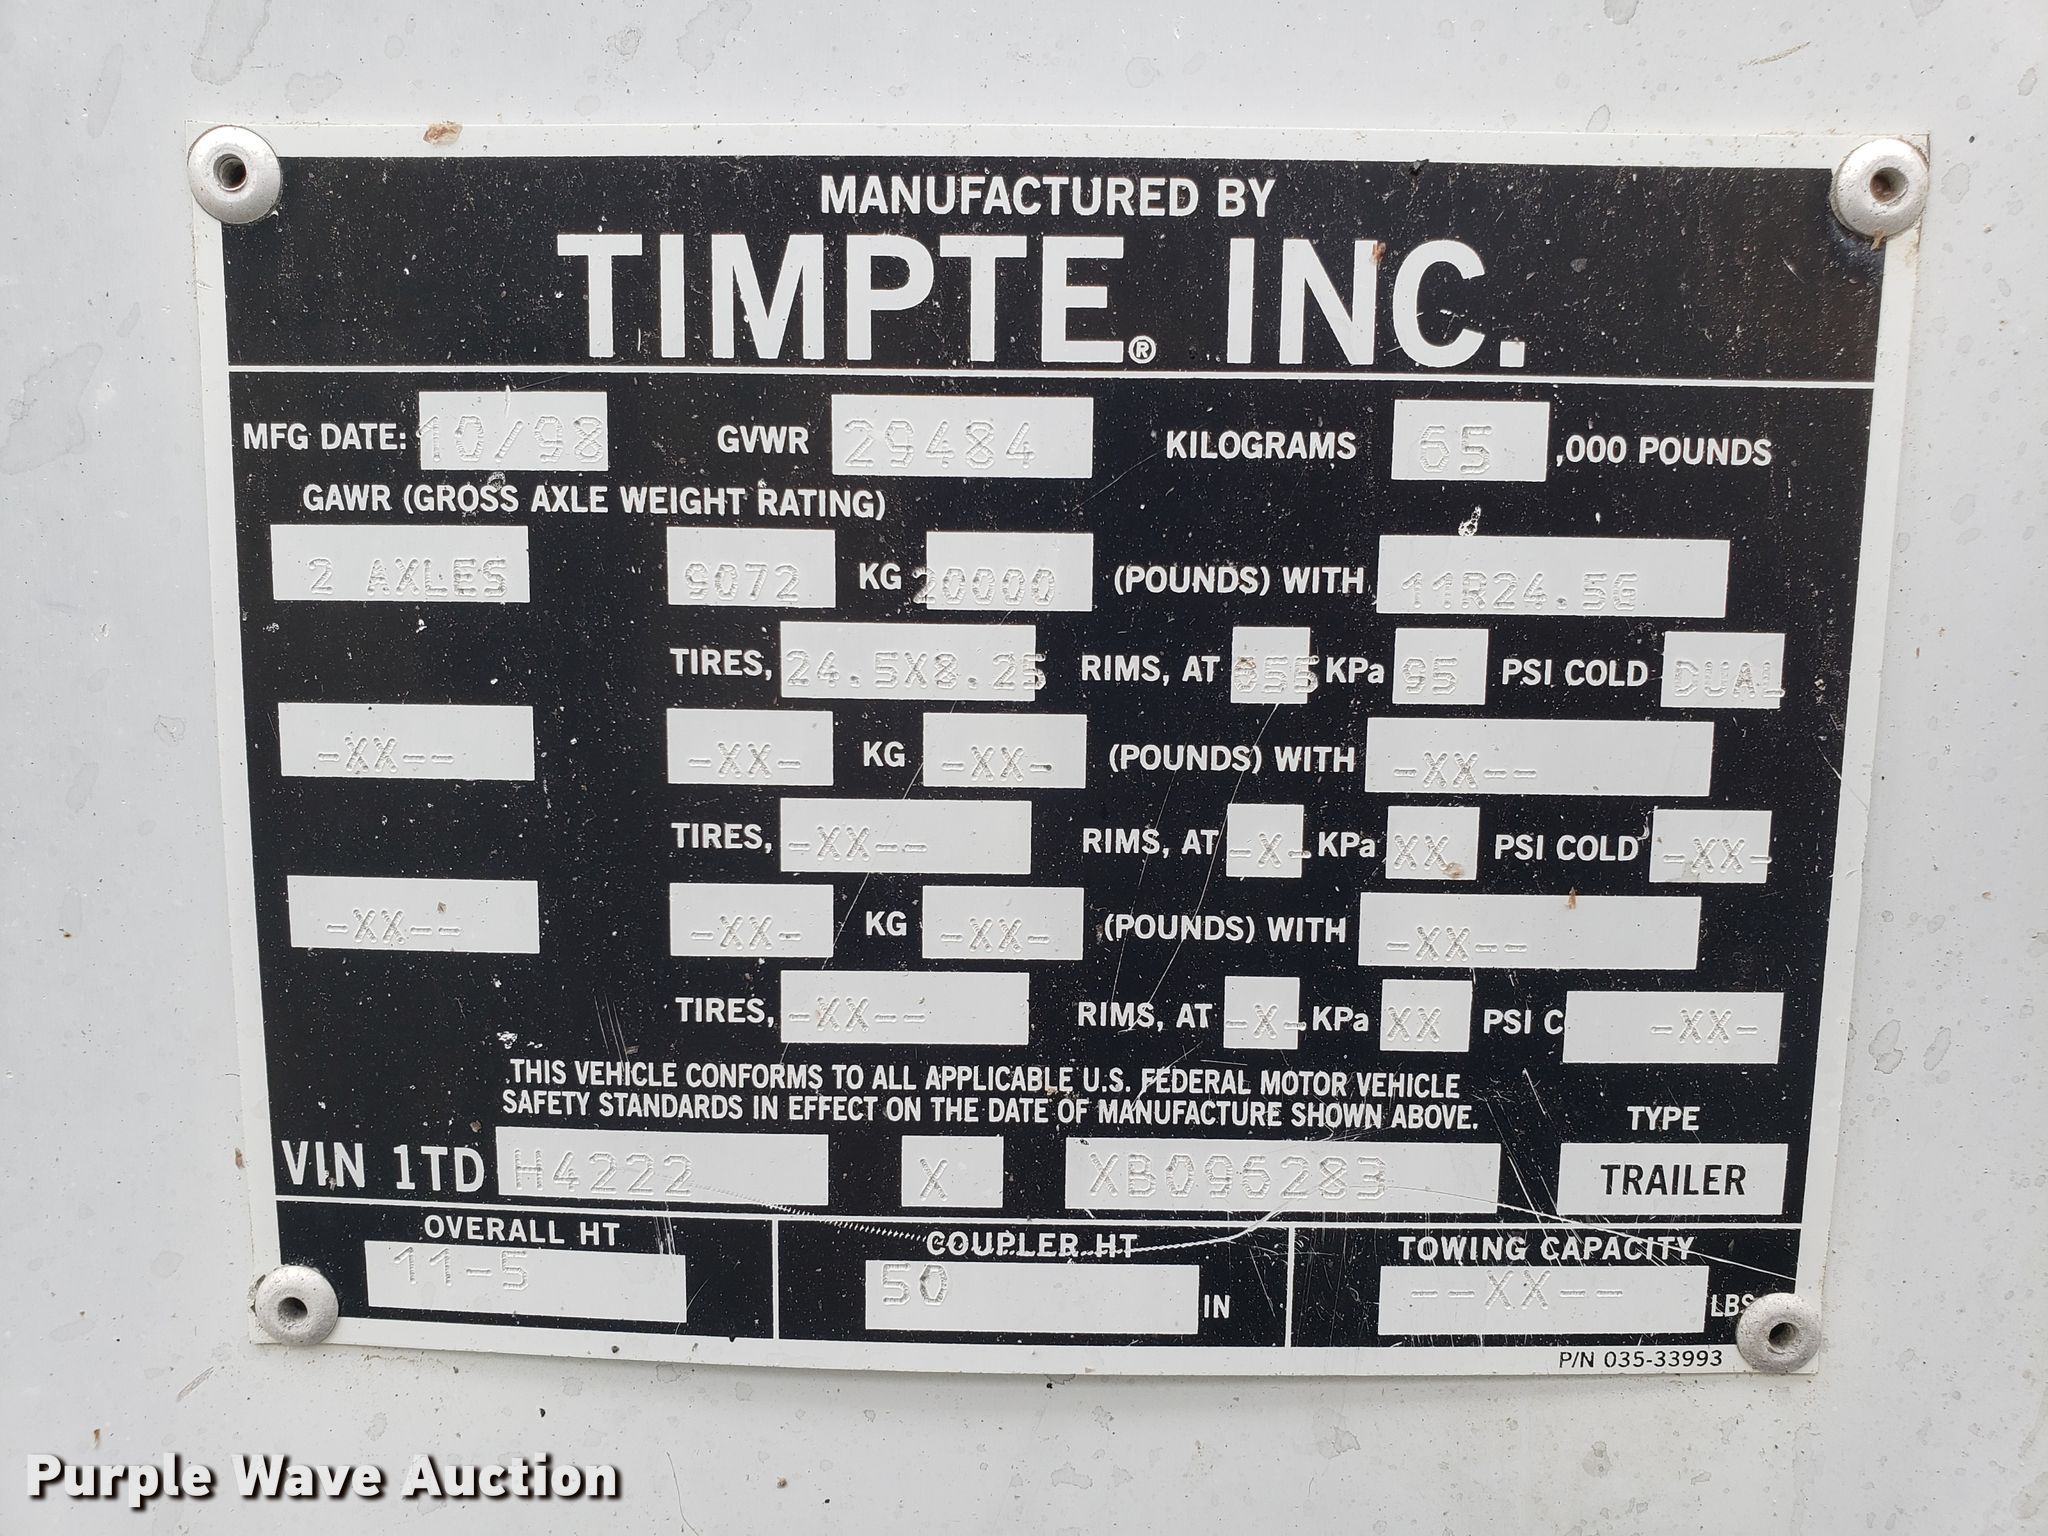 MANUFACTURED BY
TIMPTE® INC.
MFG DATE: 10/98 GVWR 29484 KILOGRAMS 65 ,000 POUNDS
GAWR (GROSS AXLE WEIGHT RATING)
2 AXLES 9072 KG 20000 (POUNDS) WITH 11R24.5G
TIRES, 24.5X8.25 RIMS, AT 655 KPa 95 PSI COLD DUAL
-XX-- -XX- KG -XX- (POUNDS) WITH -XX--
TIRES, -XX-- RIMS, AT -X- KPa XX PSI COLD -XX-
-XX-- -XX- KG -XX- (POUNDS) WITH -XX--
TIRES, -XX-- RIMS, AT -X- KPa XX PSI C -XX-
THIS VEHICLE CONFORMS TO ALL APPLICABLE U.S. FEDERAL MOTOR VEHICLE
SAFETY STANDARDS IN EFFECT ON THE DATE OF MANUFACTURE SHOWN ABOVE. TYPE
VIN 1TD H4222 X XB096283 TRAILER
OVERALL HT COUPLER HT TOWING CAPACITY
11-5 50 IN --XX-- LBS
P/N 035-33993
Purple Wave Auction